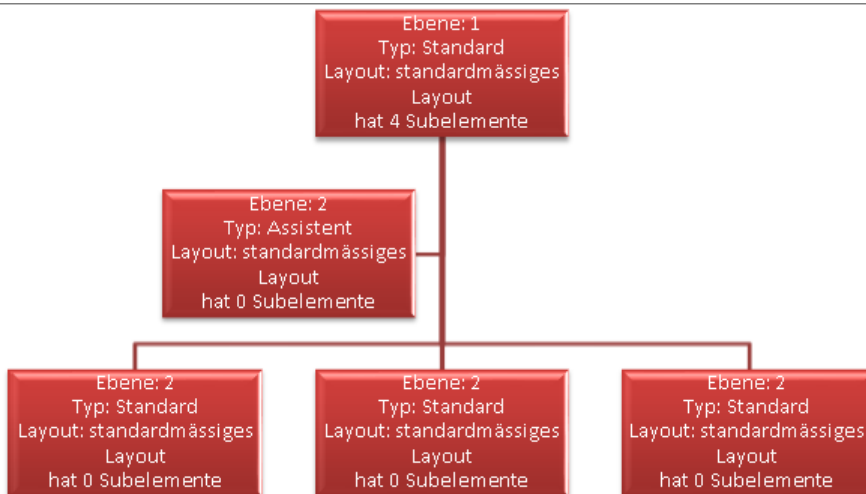 Ebene: 1
Typ: Standard
Layout: standardmässiges
Layout
hat 4 Subelemente
Ebene: 2
Typ: Assistent
Layout: standardmässiges
Layout
hat 0 Subelemente
Ebene: 2
Typ: Standard
Layout: standardmässiges
Layout
hat 0 Subelemente
Ebene: 2
Typ: Standard
Layout: standardmässiges
Layout
hat 0 Subelemente
Ebene: 2
Typ: Standard
Layout: standardmässiges
Layout
hat 0 Subelemente